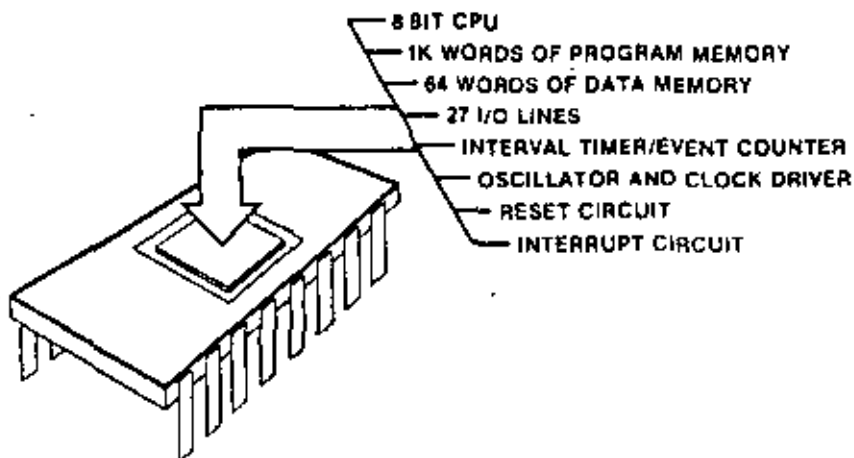 8 BIT CPU
1K WORDS OF PROGRAM MEMORY
64 WORDS OF DATA MEMORY
27 I/O LINES
INTERVAL TIMER/EVENT COUNTER
OSCILLATOR AND CLOCK DRIVER
RESET CIRCUIT
INTERRUPT CIRCUIT